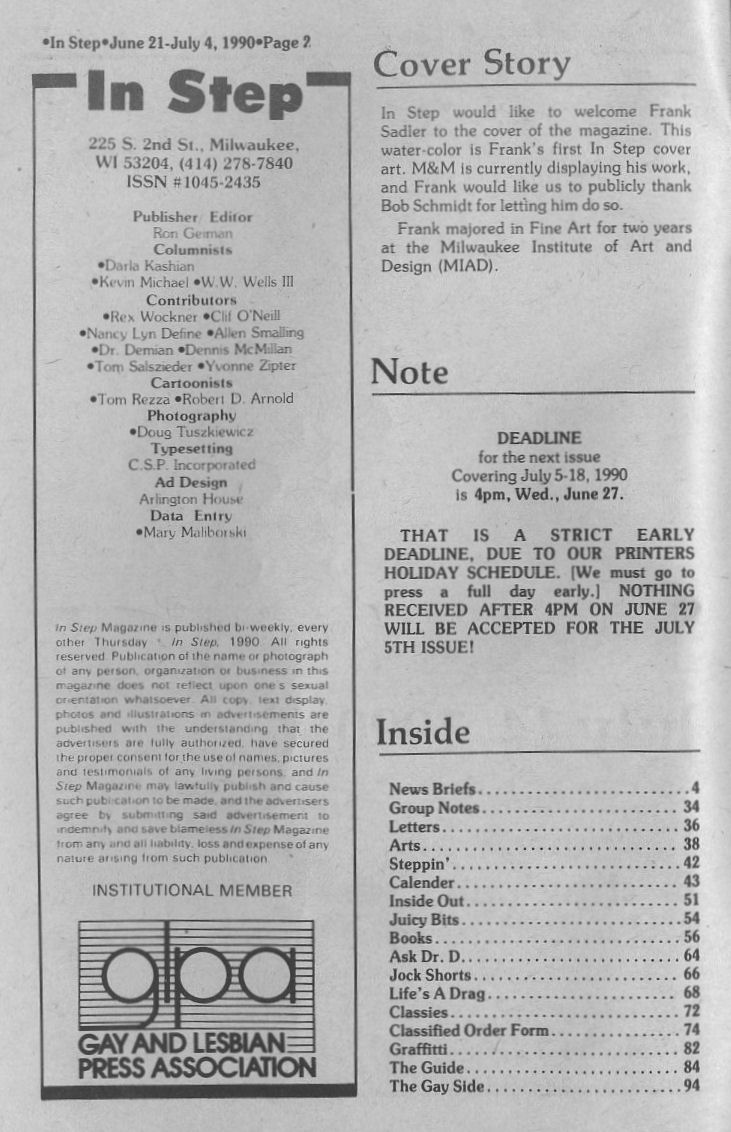 •In Step•June 21-July 4, 1990•Page 2
In Step
225 S. 2nd St., Milwaukee,
WI 53204, (414) 278-7840
ISSN #1045-2435
Publisher/Editor
Ron Geiman
Columnists
•Darla Kashian
•Kevin Michael •W.W. Wells III
Contributors
•Rex Wockner •Clif O'Neill
•Nancy Lyn Define •Allen Smalling
•Dr. Demian •Dennis McMillan
•Tom Salszieder •Yvonne Zipter
Cartoonists
•Tom Rezza •Robert D. Arnold
Photography
•Doug Tuszkiewicz
Typesetting
C.S.P. Incorporated
Ad Design
Arlington House
Data Entry
•Mary Maliborski
In Step Magazine is published bi-weekly, every
other Thursday In Step, 1990 All rights
reserved. Publication of the name or photograph
of any person, organization or business in this
magazine does not reflect upon one's sexual
orientation whatsoever. All copy, text display,
photos and illustrations in advertisements are
published with the understanding that the
advertisers are fully authorized, have secured
the proper consent for the use of names, pictures
and testimonials of any living persons, and In
Step Magazine may lawfully publish and cause
such publication to be made, and the advertisers
agree by submitting said advertisement to
indemnify and save blameless In Step Magazine
from any and all liability, loss and expense of any
nature arising from such publication.
INSTITUTIONAL MEMBER
gpa
GAY AND LESBIAN
PRESS ASSOCIATION
Cover Story
In Step would like to welcome Frank
Sadler to the cover of the magazine. This
water-color is Frank's first In Step cover
art. M&M is currently displaying his work,
and Frank would like us to publicly thank
Bob Schmidt for letting him do so.
Frank majored in Fine Art for two years
at the Milwaukee Institute of Art and
Design (MIAD).
Note
DEADLINE
for the next issue
Covering July 5-18, 1990
is 4pm, Wed., June 27.
THAT IS A STRICT EARLY
DEADLINE, DUE TO OUR PRINTERS
HOLIDAY SCHEDULE. [We must go to
press a full day early.] NOTHING
RECEIVED AFTER 4PM ON JUNE 27
WILL BE ACCEPTED FOR THE JULY
5TH ISSUE!
Inside
News Briefs..........................4
Group Notes........................34
Letters.............................36
Arts................................38
Steppin'............................42
Calender............................43
Inside Out..........................51
Juicy Bits..........................54
Books...............................56
Ask Dr. D...........................64
Jock Shorts.........................66
Life's A Drag.......................68
Classies............................72
Classified Order Form...............74
Graffitti...........................82
The Guide...........................84
The Gay Side........................94